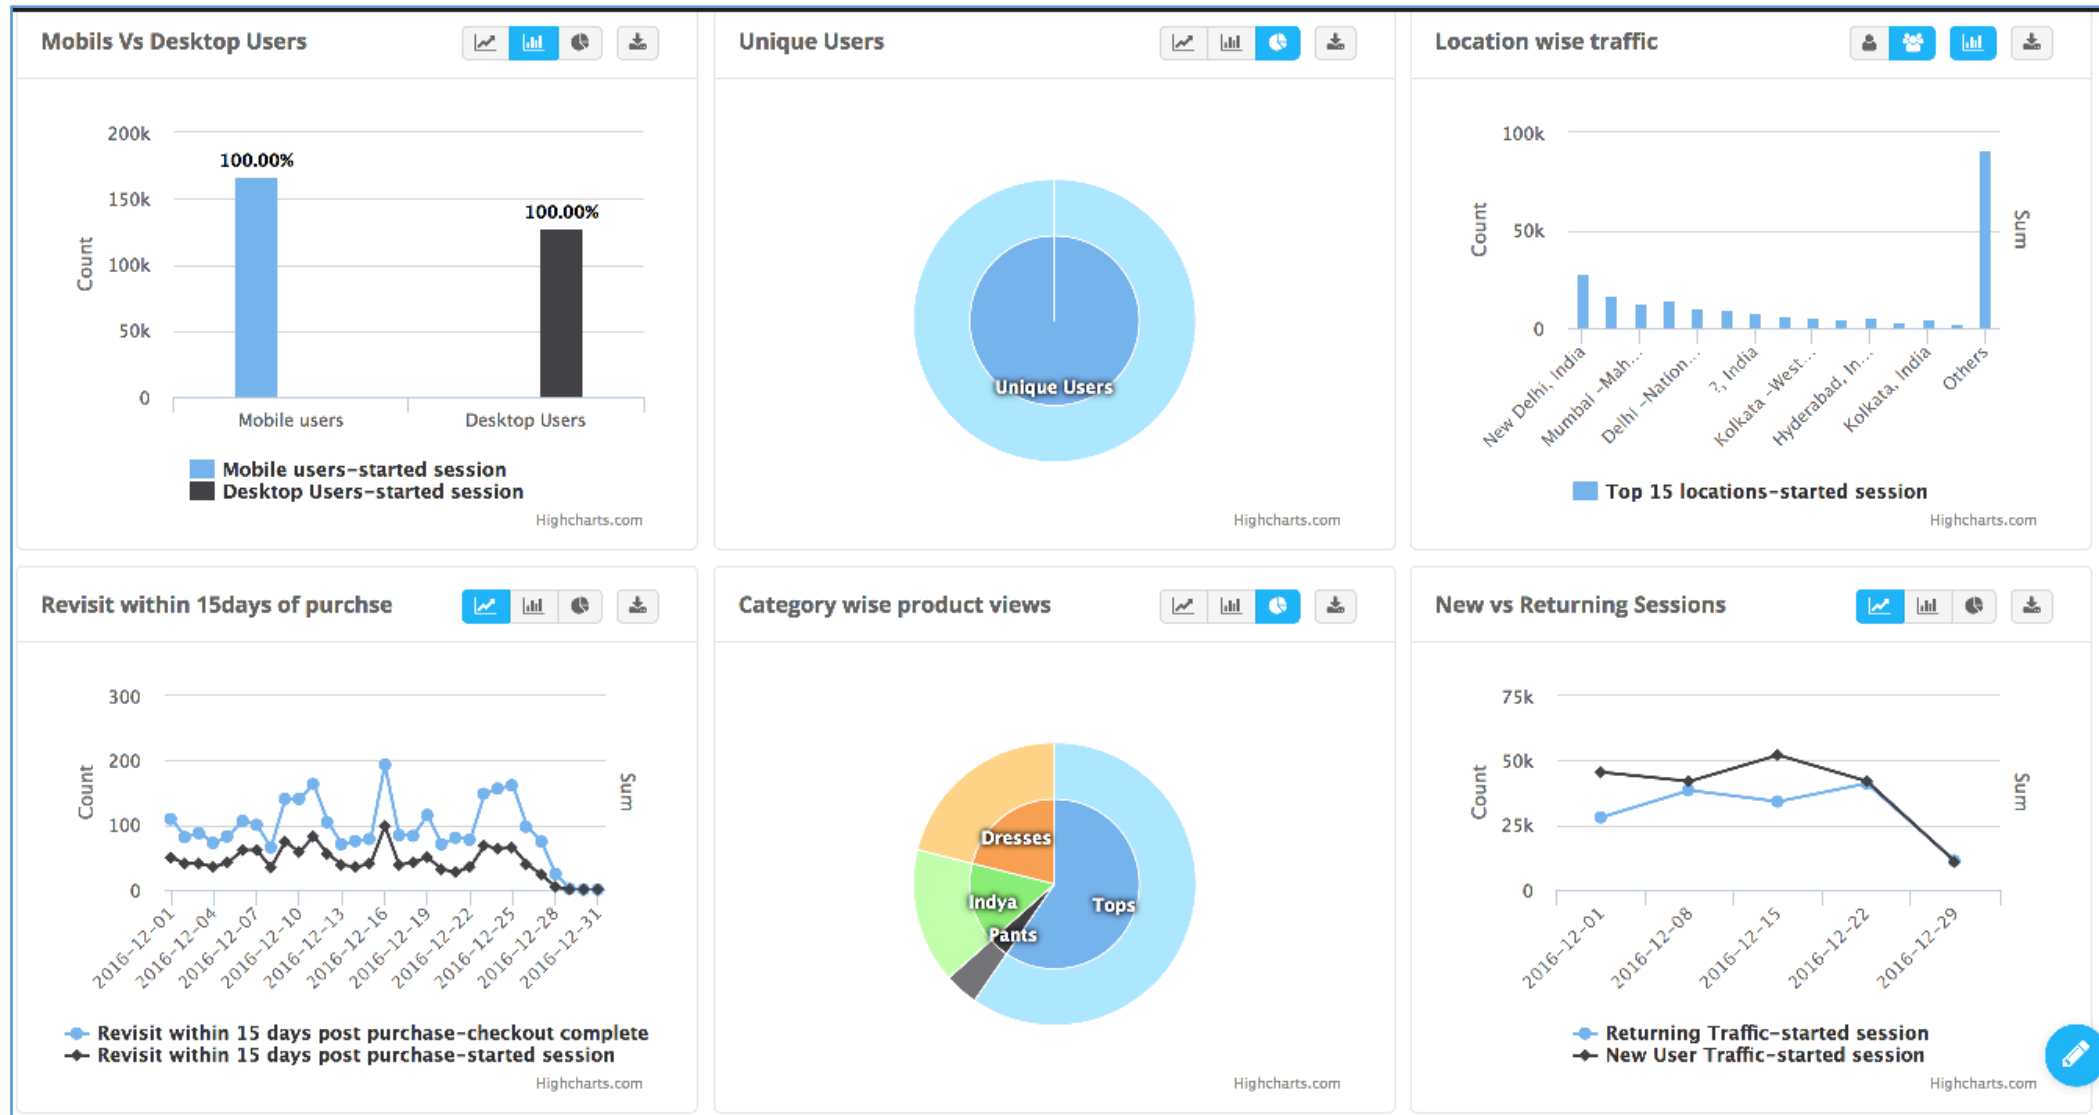 Mobils Vs Desktop Users
200k
150k
100k
50k
0
Count
100.00%
100.00%
Mobile users
Desktop Users
Mobile users-started session
Desktop Users-started session
Highcharts.com
Unique Users
Unique Users
Highcharts.com
Location wise traffic
100k
50k
0
Count
Sum
New Delhi, India
Mumbai -Mah...
Delhi -Nation...
?, India
Kolkata -West...
Hyderabad, In...
Kolkata, India
Others
Top 15 locations-started session
Highcharts.com
Revisit within 15days of purchse
300
200
100
0
Count
Sum
2016-12-01
2016-12-04
2016-12-07
2016-12-10
2016-12-13
2016-12-16
2016-12-19
2016-12-22
2016-12-25
2016-12-28
2016-12-31
Revisit within 15 days post purchase-checkout complete
Revisit within 15 days post purchase-started session
Highcharts.com
Category wise product views
Dresses
Indya
Pants
Tops
Highcharts.com
New vs Returning Sessions
75k
50k
25k
0
Count
Sum
2016-12-01
2016-12-08
2016-12-15
2016-12-22
2016-12-29
Returning Traffic-started session
New User Traffic-started session
Highcharts.com